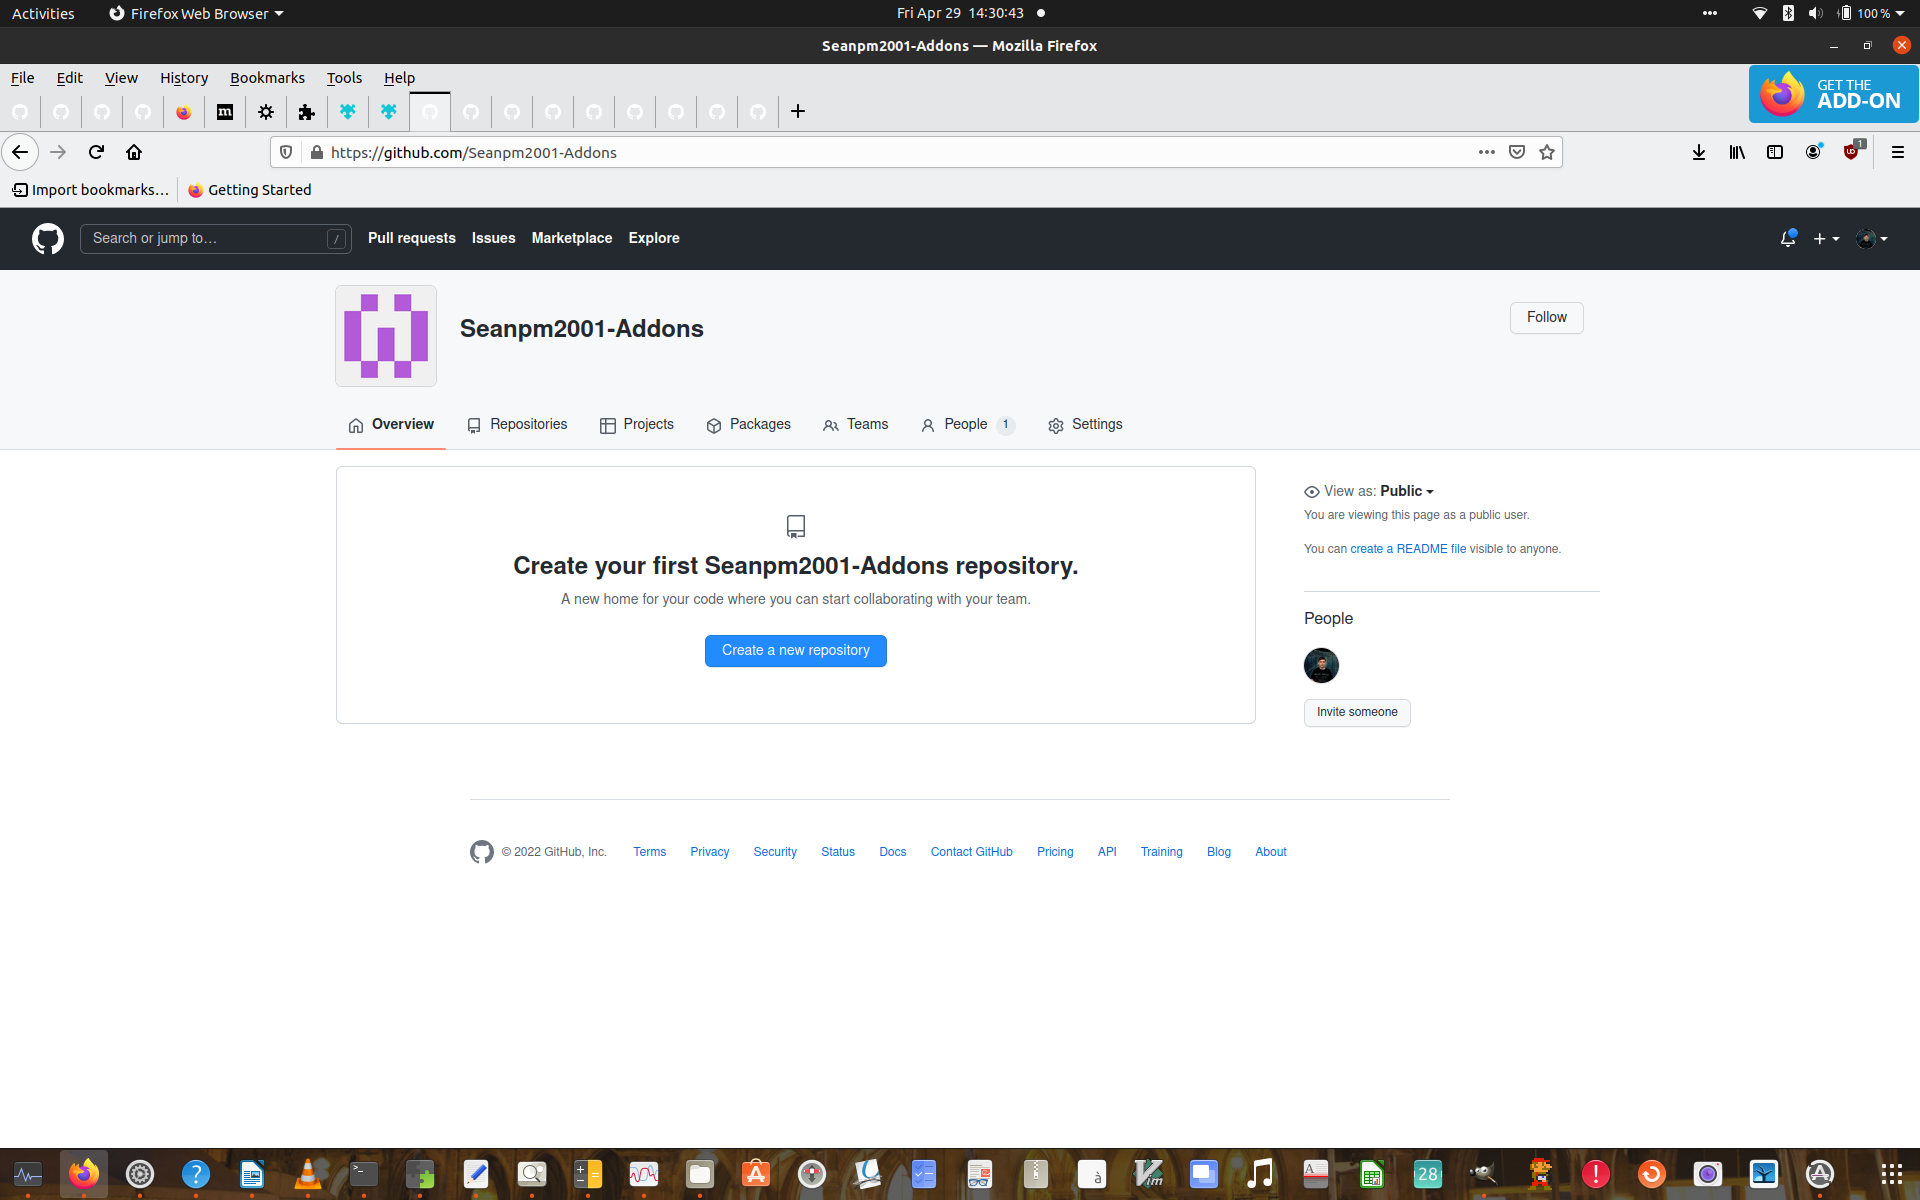 Activities Firefox Web Browser Fri Apr 29 14:30:43 100 %
Seanpm2001-Addons — Mozilla Firefox
File Edit View History Bookmarks Tools Help
GET THE
ADD-ON
m
https://github.com/Seanpm2001-Addons
1
Import bookmarks… Getting Started
Search or jump to… / Pull requests Issues Marketplace Explore
Seanpm2001-Addons
Follow
Overview Repositories Projects Packages Teams People 1 Settings
View as: Public
You are viewing this page as a public user.
You can create a README file visible to anyone.
Create your first Seanpm2001-Addons repository.
A new home for your code where you can start collaborating with your team.
Create a new repository
People
Invite someone
© 2022 GitHub, Inc. Terms Privacy Security Status Docs Contact GitHub Pricing API Training Blog About
? >_ à Vim A 28 !